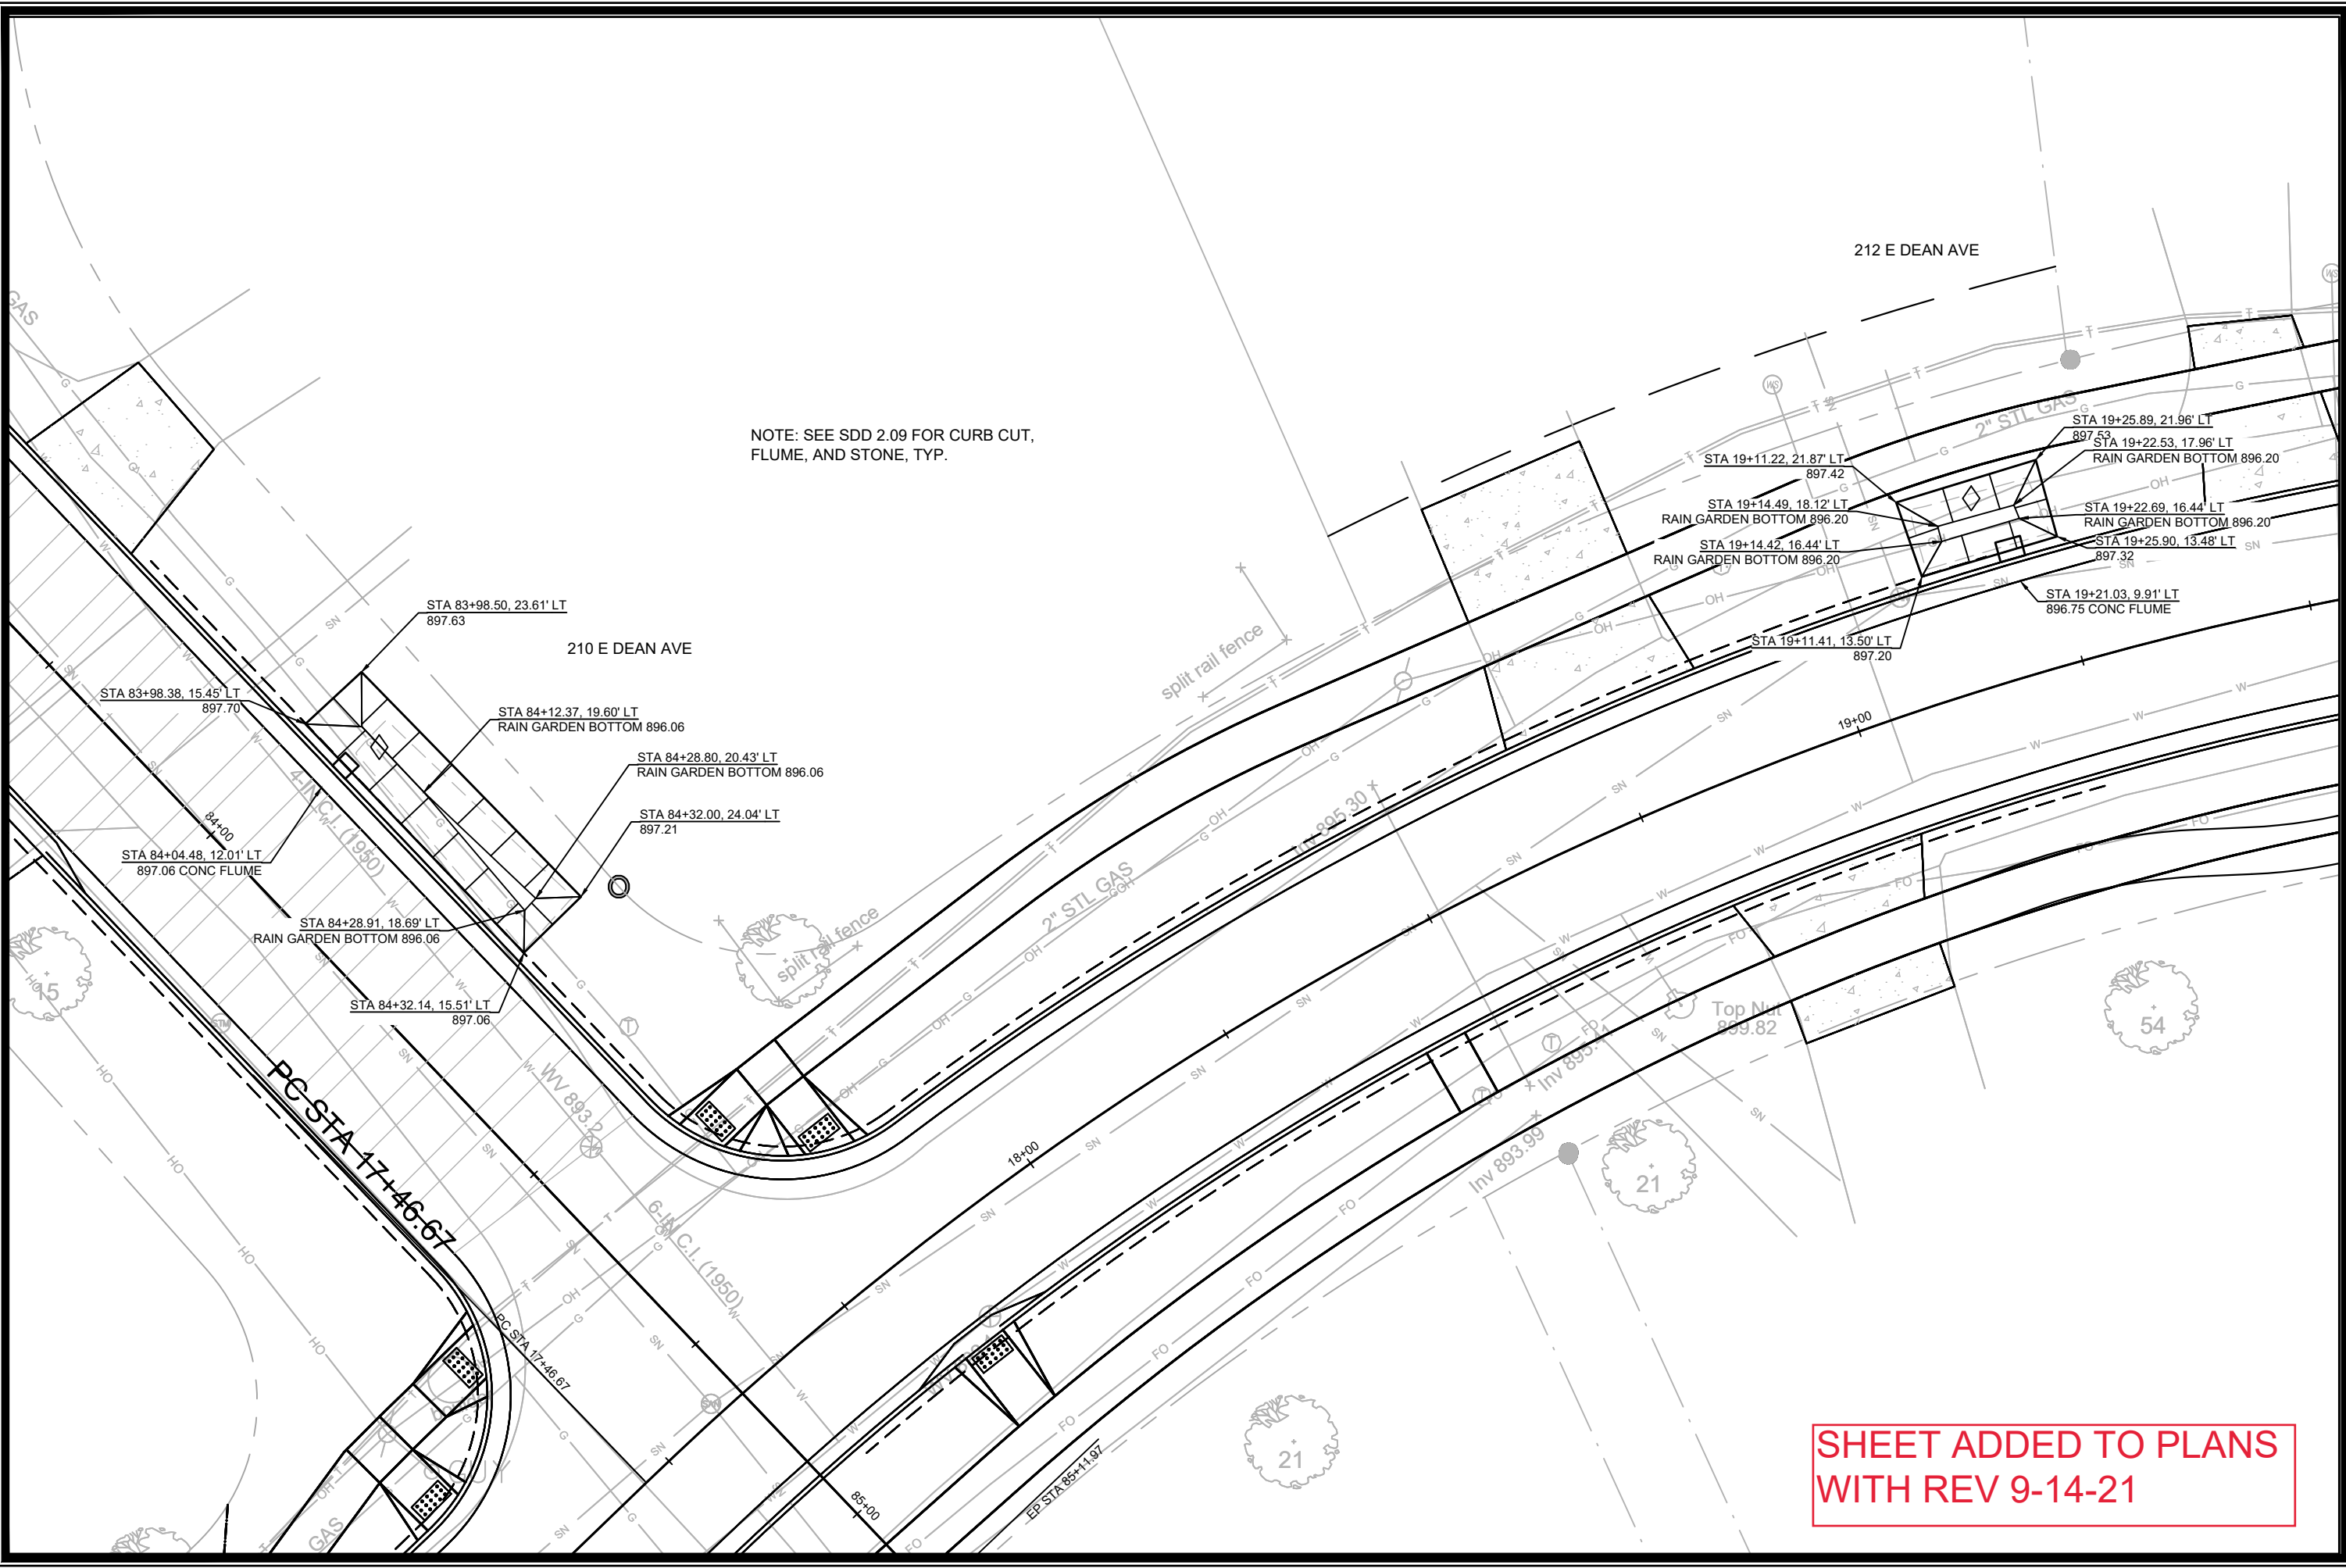 212 E DEAN AVE
NOTE: SEE SDD 2.09 FOR CURB CUT,
FLUME, AND STONE, TYP.
2" STL GAS
STA 19+25.89, 21.96' LT
897.53
STA 19+22.53, 17.96' LT
RAIN GARDEN BOTTOM 896.20
STA 19+11.22, 21.87' LT
897.42
STA 19+14.49, 18.12' LT
RAIN GARDEN BOTTOM 896.20
STA 19+14.42, 16.44' LT
RAIN GARDEN BOTTOM 896.20
STA 19+22.69, 16.44' LT
RAIN GARDEN BOTTOM 896.20
STA 19+25.90, 13.48' LT
897.32
STA 19+21.03, 9.91' LT
896.75 CONC FLUME
STA 19+11.41, 13.50' LT
897.20
GAS
STA 83+98.50, 23.61' LT
897.63
210 E DEAN AVE
split rail fence
STA 83+98.38, 15.45' LT
897.70
STA 84+12.37, 19.60' LT
RAIN GARDEN BOTTOM 896.06
STA 84+28.80, 20.43' LT
RAIN GARDEN BOTTOM 896.06
STA 84+32.00, 24.04' LT
897.21
19+00
84+00
4-IN C.I. (1950)
Inv 895.30
STA 84+04.48, 12.01' LT
897.06 CONC FLUME
2" STL GAS
STA 84+28.91, 18.69' LT
RAIN GARDEN BOTTOM 896.06
split rail fence
STA 84+32.14, 15.51' LT
897.06
15
Top Nut
899.82
54
PC STA 17+46.67
18+00
Inv 893.99
21
6-IN C.I. (1950)
PC STA 17+46.67
21
EP STA 85+11.97
85+00
GUY
GAS
SHEET ADDED TO PLANS
WITH REV 9-14-21